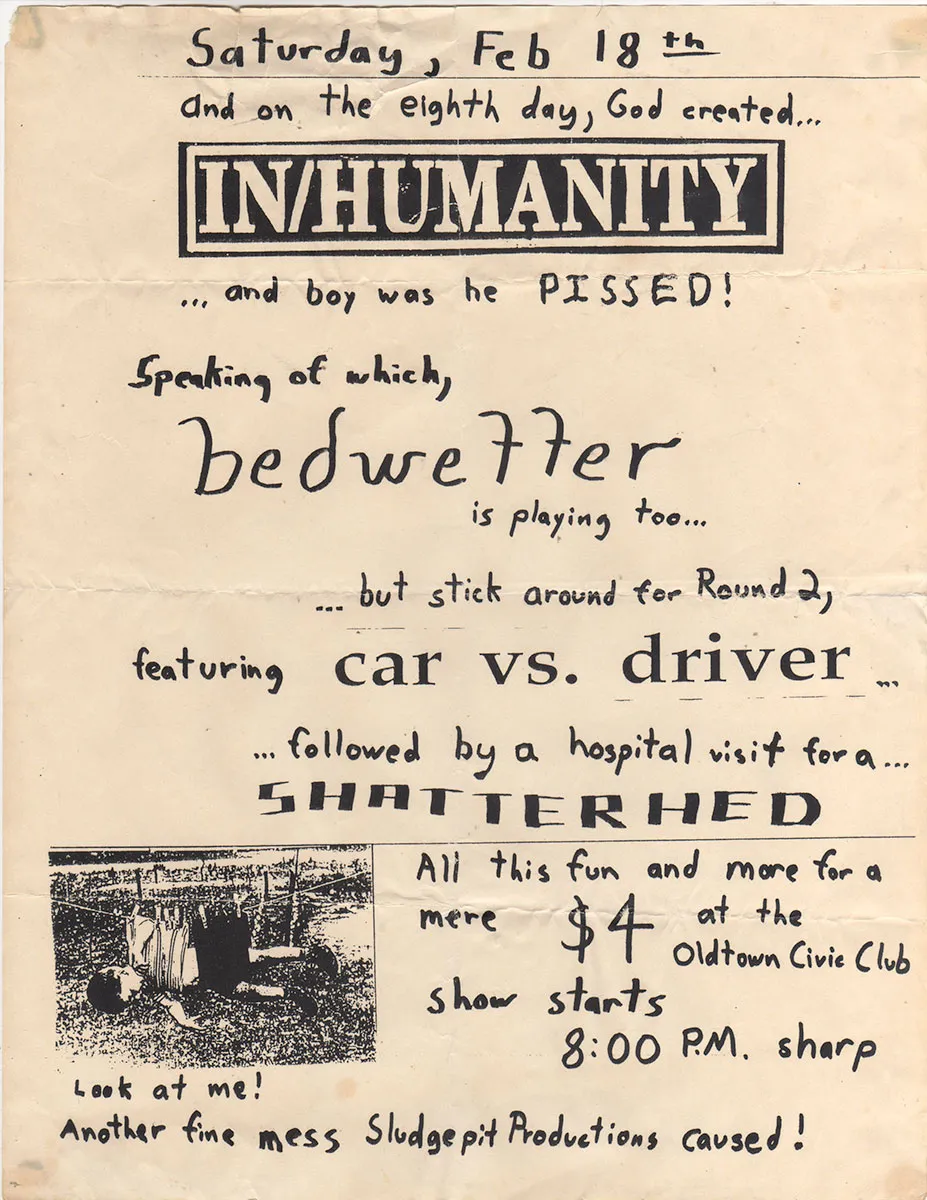 Saturday, Feb 18th
and on the eighth day, God created...
IN/HUMANITY
... and boy was he PISSED!
Speaking of which,
bedwetter
is playing too...
... but stick around for Round 2,
featuring car vs. driver ...
... followed by a hospital visit for a...
SHATTERHED
All this fun and more for a
mere $4 at the
Oldtown Civic Club
show starts
8:00 P.M. sharp
Look at me!
Another fine mess Sludgepit Productions caused!